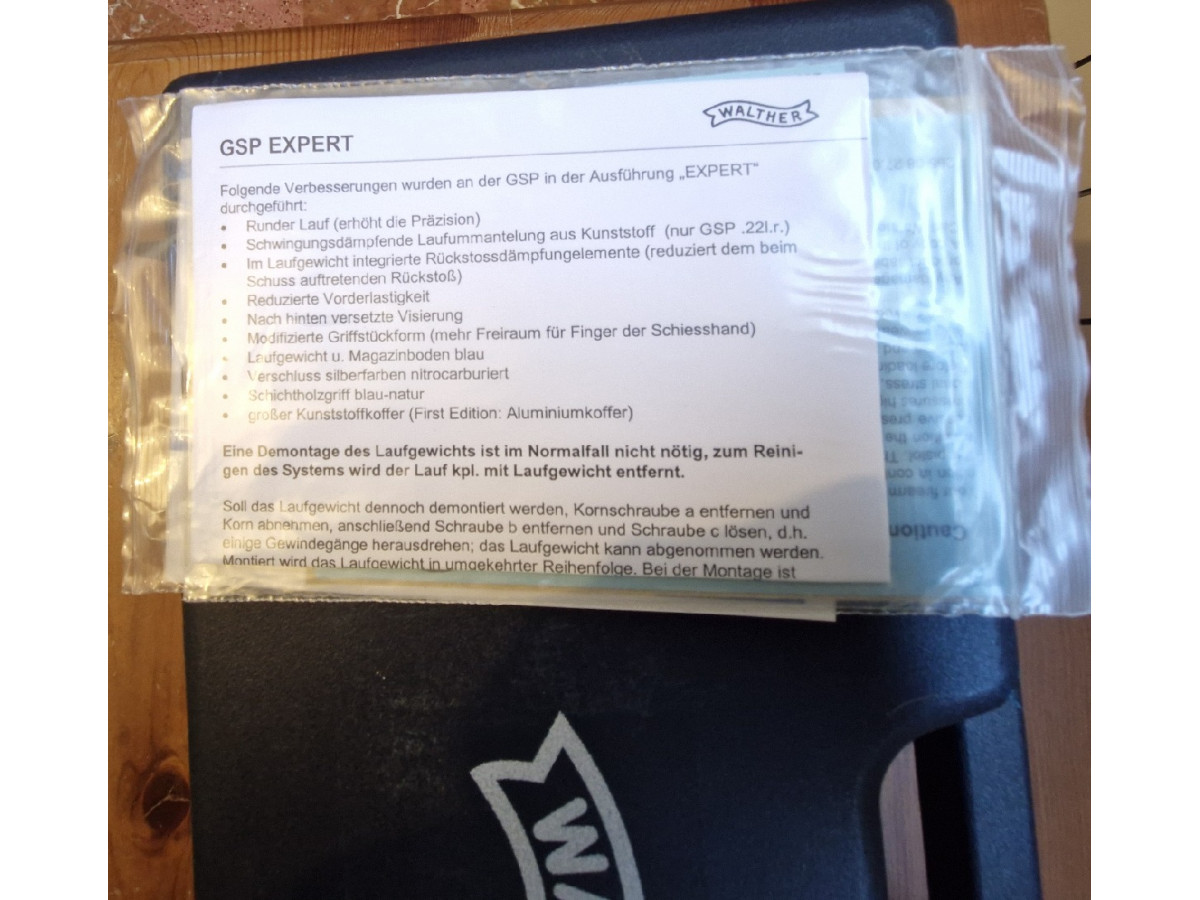 WALTHER
GSP EXPERT
Folgende Verbesserungen wurden an der GSP in der Ausführung „EXPERT“
durchgeführt:
• Runder Lauf (erhöht die Präzision)
• Schwingungsdämpfende Laufummantelung aus Kunststoff (nur GSP .22l.r.)
• Im Laufgewicht integrierte Rückstossdämpfungelemente (reduziert dem beim
Schuss auftretenden Rückstoß)
• Reduzierte Vorderlastigkeit
• Nach hinten versetzte Visierung
• Modifizierte Griffstückform (mehr Freiraum für Finger der Schiesshand)
• Laufgewicht u. Magazinboden blau
• Verschluss silberfarben nitrocarburiert
• Schichtholzgriff blau-natur
• großer Kunststoffkoffer (First Edition: Aluminiumkoffer)
Eine Demontage des Laufgewichts ist im Normalfall nicht nötig, zum Reini-
gen des Systems wird der Lauf kpl. mit Laufgewicht entfernt.
Soll das Laufgewicht dennoch demontiert werden, Kornschraube a entfernen und
Korn abnehmen, anschließend Schraube b entfernen und Schraube c lösen, d.h.
einige Gewindegänge herausdrehen; das Laufgewicht kann abgenommen werden.
Montiert wird das Laufgewicht in umgekehrter Reihenfolge. Bei der Montage ist
Caution
W